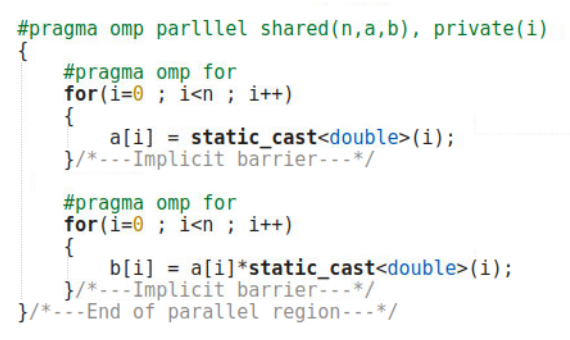 #pragma omp parlllel shared(n,a,b), private(i)
{
    #pragma omp for
    for(i=0 ; i<n ; i++)
    {
        a[i] = static_cast<double>(i);
    }/*---Implicit barrier---*/

    #pragma omp for
    for(i=0 ; i<n ; i++)
    {
        b[i] = a[i]*static_cast<double>(i);
    }/*---Implicit barrier---*/
}/*---End of parallel region---*/